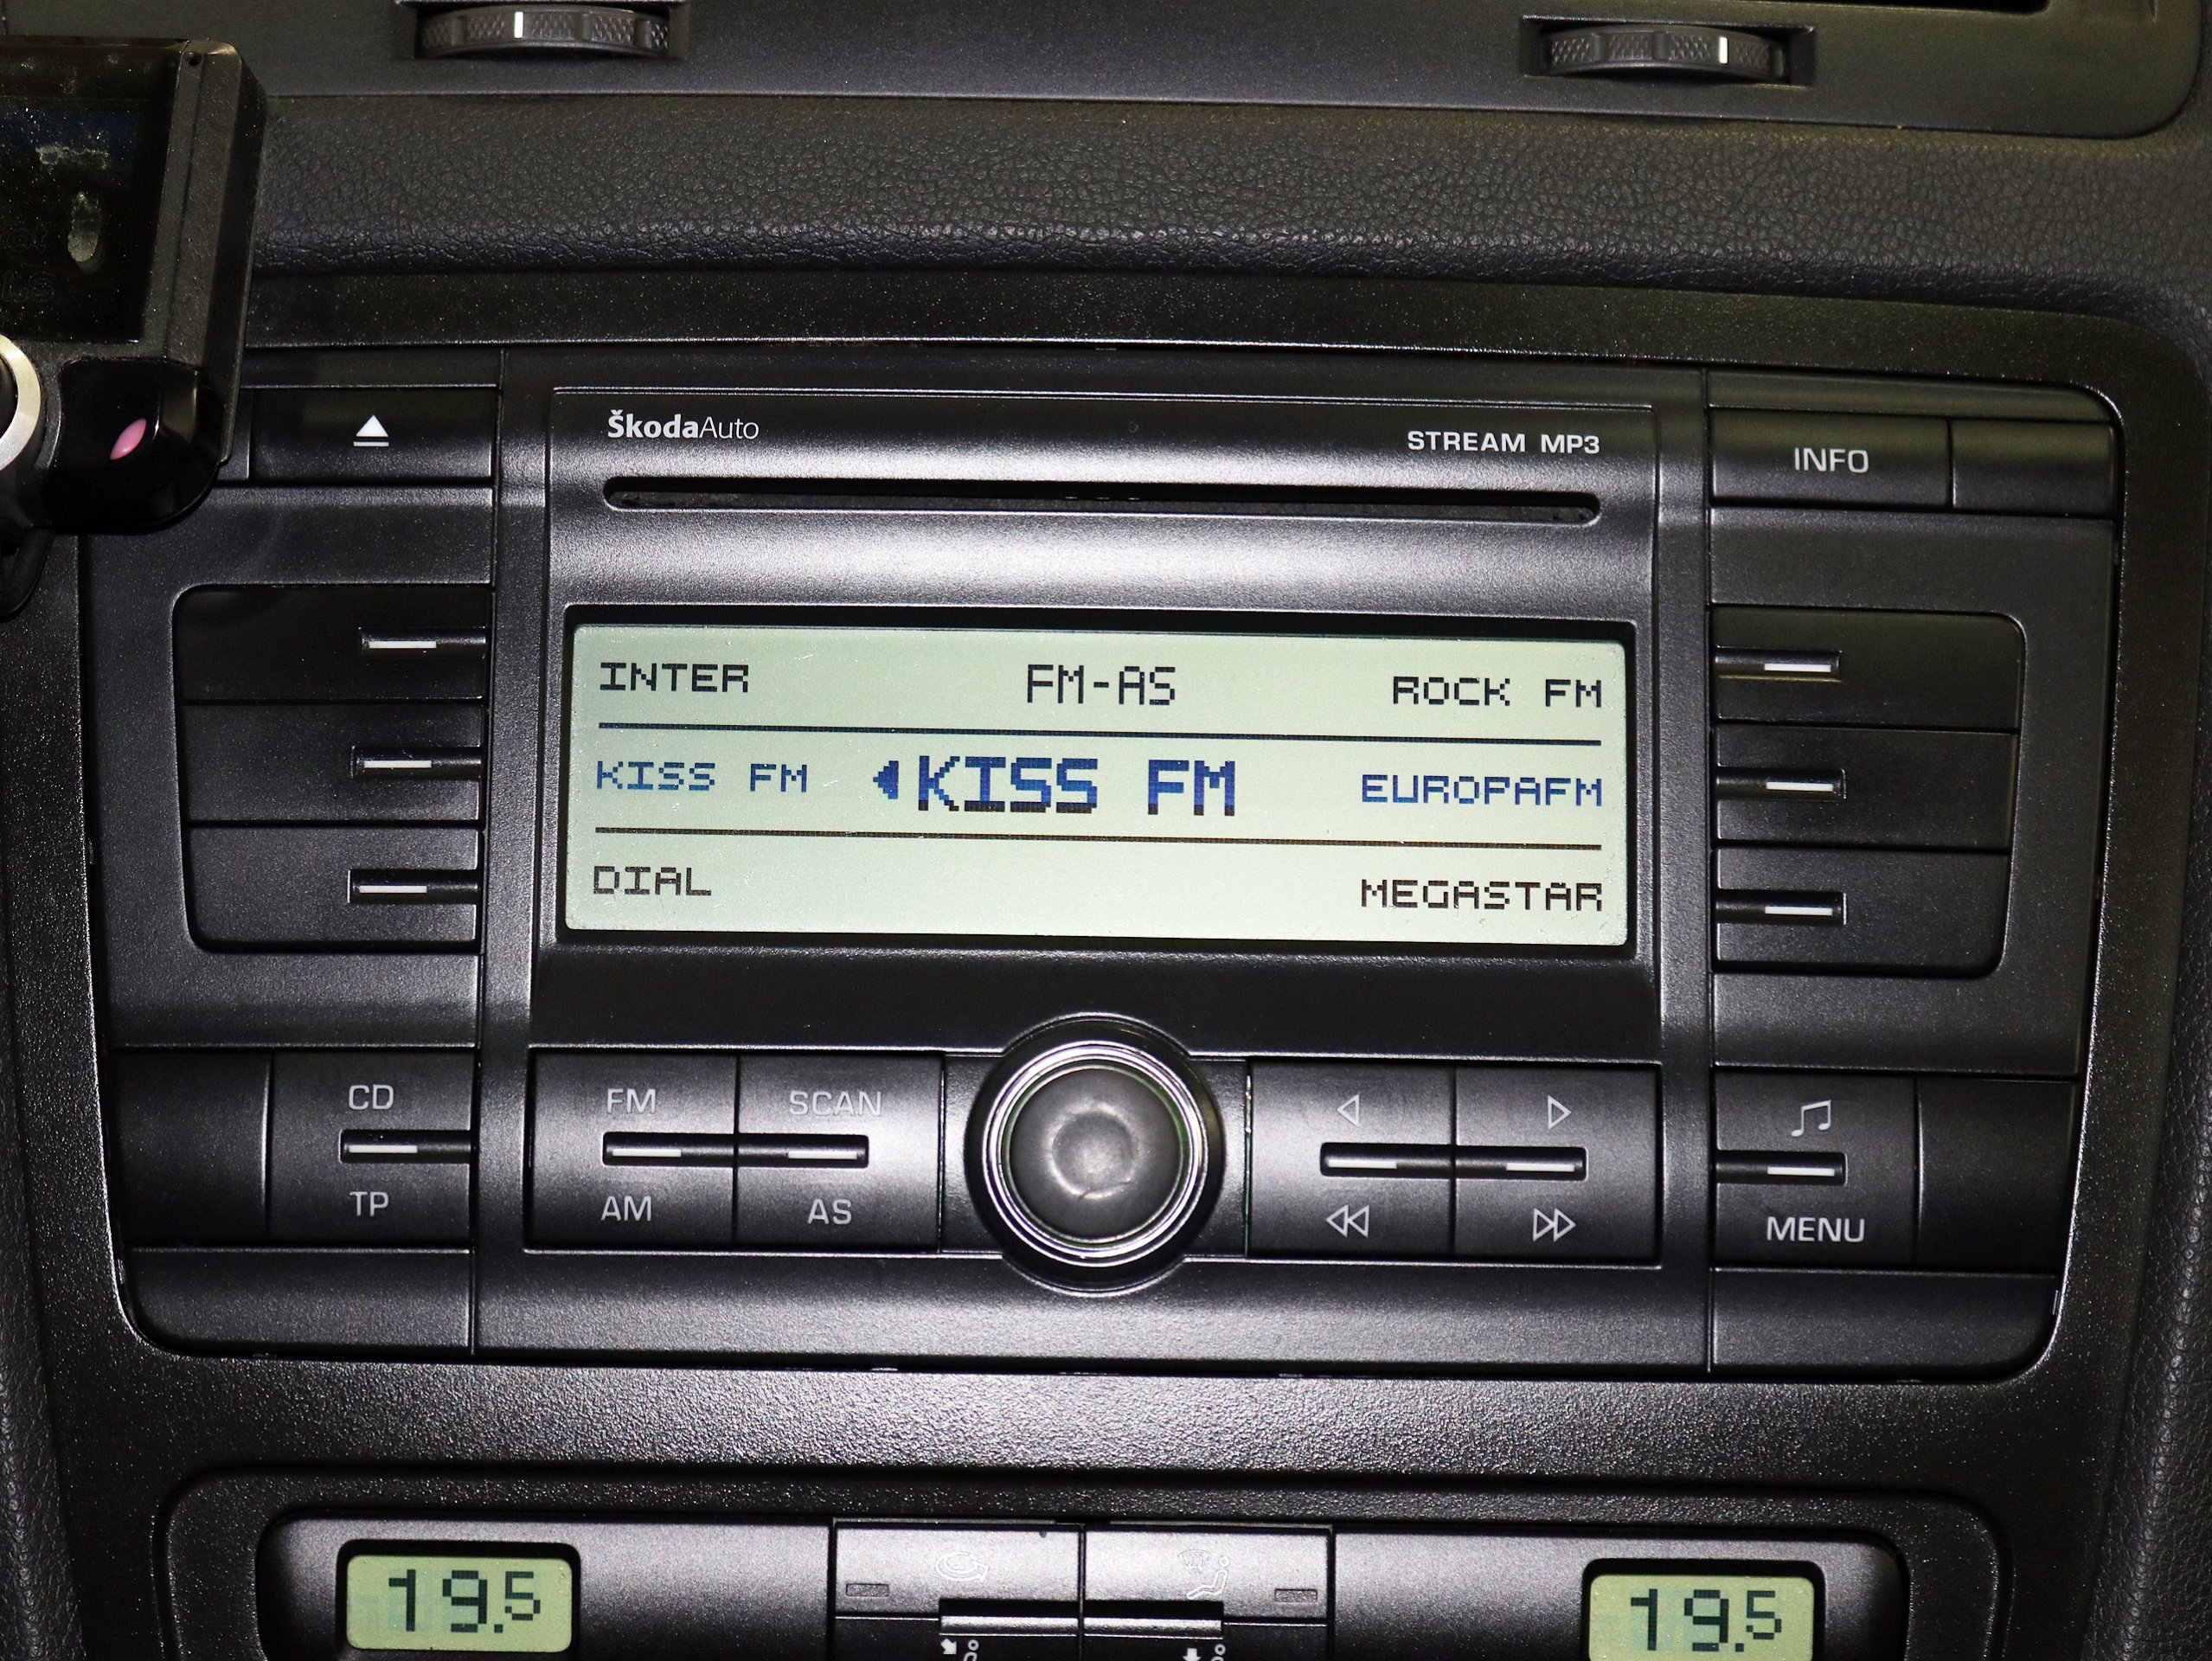 ŠkodaAuto STREAM MP3 INFO
INTER FM-AS ROCK FM
KISS FM KISS FM EUROPAFM
DIAL MEGASTAR
CD FM SCAN
TP AM AS MENU
19.5 19.5